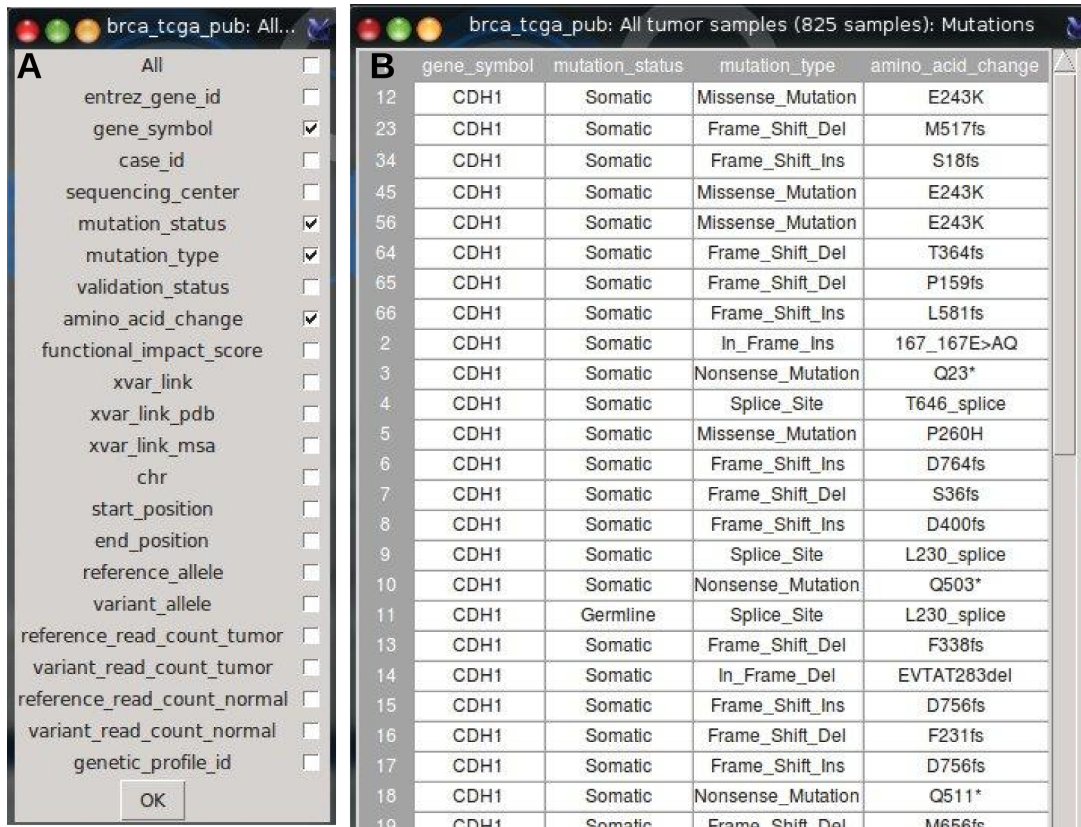 brca_tcga_pub: All...
A
All
entrez_gene_id
gene_symbol
case_id
sequencing_center
mutation_status
mutation_type
validation_status
amino_acid_change
functional_impact_score
xvar_link
xvar_link_pdb
xvar_link_msa
chr
start_position
end_position
reference_allele
variant_allele
reference_read_count_tumor
variant_read_count_tumor
reference_read_count_normal
variant_read_count_normal
genetic_profile_id
OK
brca_tcga_pub: All tumor samples (825 samples): Mutations
B
gene_symbol mutation_status mutation_type amino_acid_change
12 CDH1 Somatic Missense_Mutation E243K
23 CDH1 Somatic Frame_Shift_Del M517fs
34 CDH1 Somatic Frame_Shift_Ins S18fs
45 CDH1 Somatic Missense_Mutation E243K
56 CDH1 Somatic Missense_Mutation E243K
64 CDH1 Somatic Frame_Shift_Del T364fs
65 CDH1 Somatic Frame_Shift_Del P159fs
66 CDH1 Somatic Frame_Shift_Ins L581fs
2 CDH1 Somatic In_Frame_Ins 167_167E>AQ
3 CDH1 Somatic Nonsense_Mutation Q23*
4 CDH1 Somatic Splice_Site T646_splice
5 CDH1 Somatic Missense_Mutation P260H
6 CDH1 Somatic Frame_Shift_Ins D764fs
7 CDH1 Somatic Frame_Shift_Del S36fs
8 CDH1 Somatic Frame_Shift_Ins D400fs
9 CDH1 Somatic Splice_Site L230_splice
10 CDH1 Somatic Nonsense_Mutation Q503*
11 CDH1 Germline Splice_Site L230_splice
13 CDH1 Somatic Frame_Shift_Del F338fs
14 CDH1 Somatic In_Frame_Del EVTAT283del
15 CDH1 Somatic Frame_Shift_Ins D756fs
16 CDH1 Somatic Frame_Shift_Del F231fs
17 CDH1 Somatic Frame_Shift_Ins D756fs
18 CDH1 Somatic Nonsense_Mutation Q511*
19 CDH1 Somatic Frame_Shift_Del M656fs